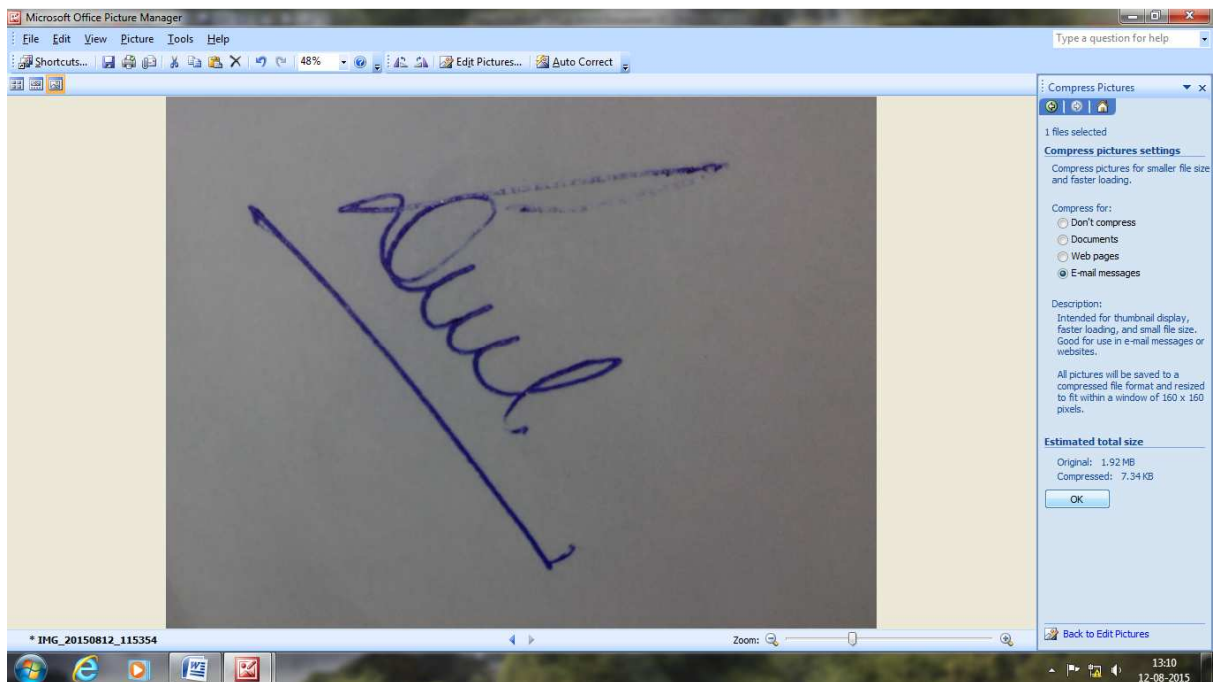 Microsoft Office Picture Manager
File Edit View Picture Tools Help
Type a question for help
Shortcuts... 48% Edit Pictures... Auto Correct
Compress Pictures
1 files selected
Compress pictures settings
Compress pictures for smaller file size
and faster loading.
Compress for:
Don't compress
Documents
Web pages
E-mail messages
Description:
Intended for thumbnail display,
faster loading, and small file size.
Good for use in e-mail messages or
websites.
All pictures will be saved to a
compressed file format and resized
to fit within a window of 160 x 160
pixels.
Estimated total size
Original: 1.92 MB
Compressed: 7.34 KB
OK
Back to Edit Pictures
* IMG_20150812_115354
Zoom:
13:10
12-08-2015